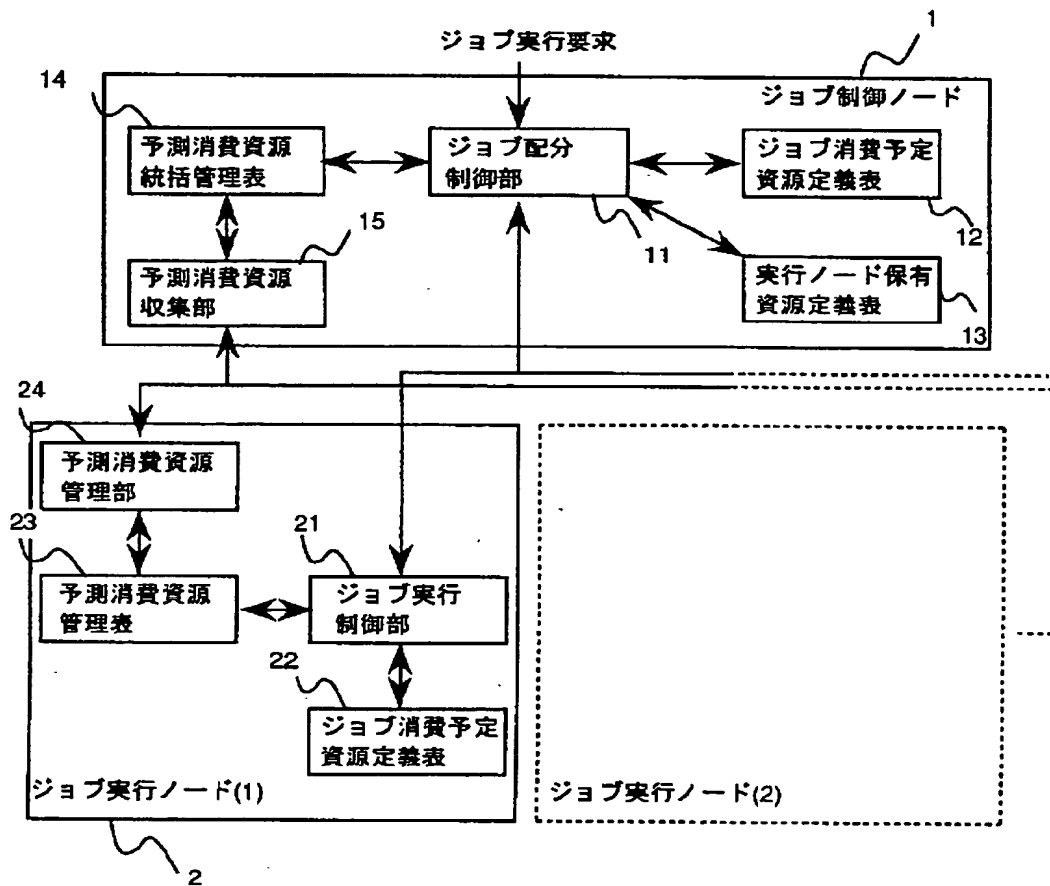 ジョブ実行要求
1
14
ジョブ制御ノード
予測消費資源
統括管理表
ジョブ配分
制御部
ジョブ消費予定
資源定義表
15
11
12
予測消費資源
収集部
実行ノード保有
資源定義表
13
24
予測消費資源
管理部
23
21
予測消費資源
管理表
ジョブ実行
制御部
22
ジョブ消費予定
資源定義表
ジョブ実行ノード(1)
ジョブ実行ノード(2)
2